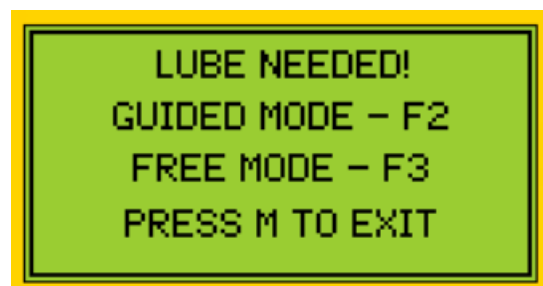 LUBE NEEDED!
GUIDED MODE – F2
FREE MODE – F3
PRESS M TO EXIT